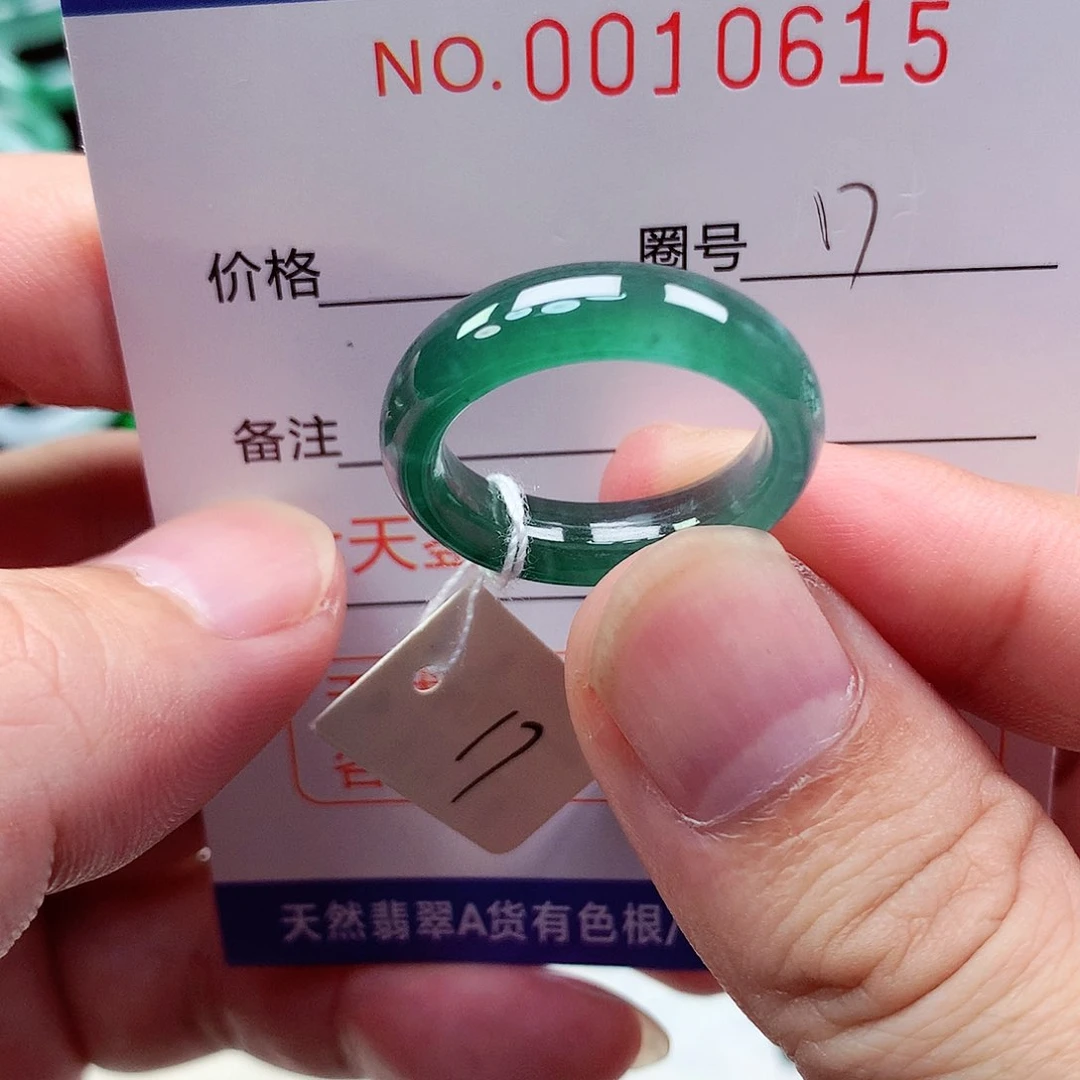 NO.0010615
价格 圈号 17
备注
天
17
天然翡翠A货有色根/